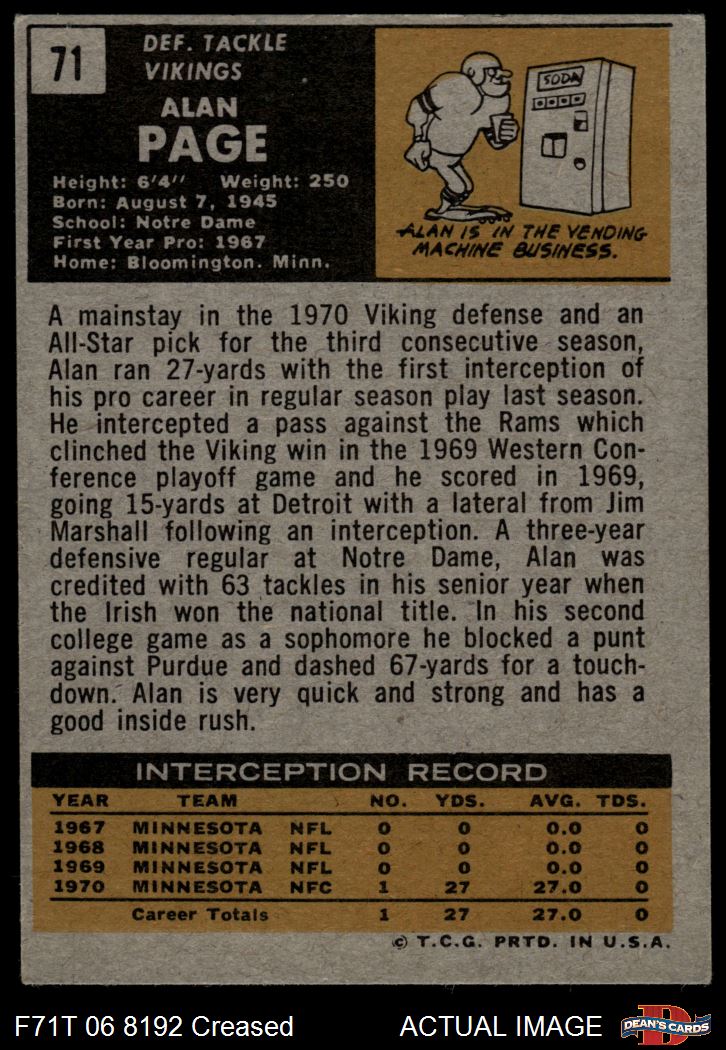 71
DEF. TACKLE
VIKINGS
ALAN
PAGE
Height: 6'4" Weight: 250
Born: August 7, 1945
School: Notre Dame
First Year Pro: 1967
Home: Bloomington. Minn.
SODA
ALAN IS IN THE VENDING
MACHINE BUSINESS.
A mainstay in the 1970 Viking defense and an
All-Star pick for the third consecutive season,
Alan ran 27-yards with the first interception of
his pro career in regular season play last season.
He intercepted a pass against the Rams which
clinched the Viking win in the 1969 Western Con-
ference playoff game and he scored in 1969,
going 15-yards at Detroit with a lateral from Jim
Marshall following an interception. A three-year
defensive regular at Notre Dame, Alan was
credited with 63 tackles in his senior year when
the Irish won the national title. In his second
college game as a sophomore he blocked a punt
against Purdue and dashed 67-yards for a touch-
down. Alan is very quick and strong and has a
good inside rush.
INTERCEPTION RECORD
YEAR TEAM NO. YDS. AVG. TDS.
1967 MINNESOTA NFL 0 0 0.0 0
1968 MINNESOTA NFL 0 0 0.0 0
1969 MINNESOTA NFL 0 0 0.0 0
1970 MINNESOTA NFC 1 27 27.0 0
Career Totals 1 27 27.0 0
© T.C.G. PRTD. IN U.S.A.
F71T 06 8192 Creased ACTUAL IMAGE
D
DEAN'S CARDS